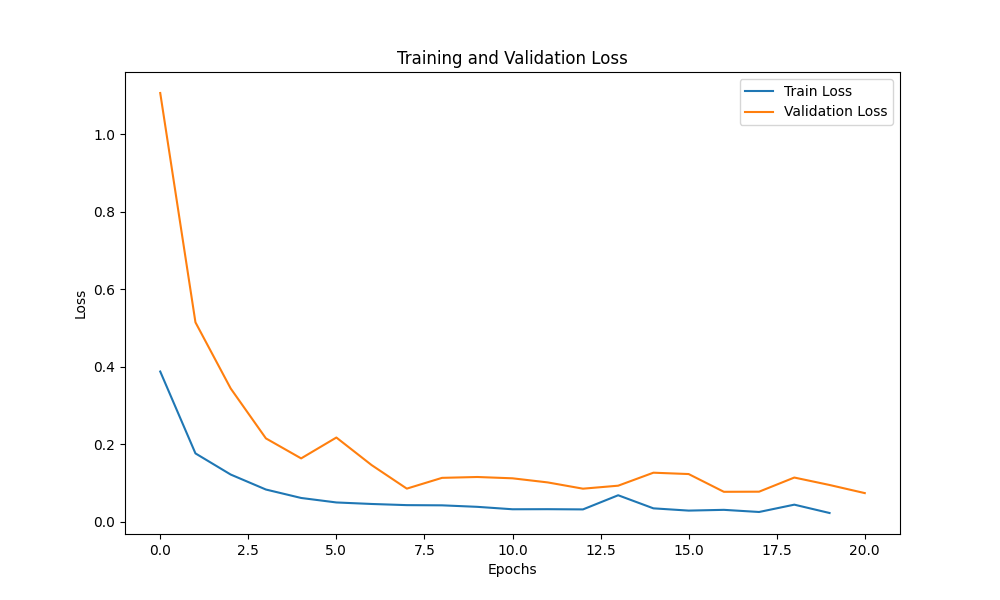 Training and Validation Loss
Train Loss
Validation Loss
1.0
0.8
0.6
0.4
0.2
0.0
Loss
0.0 2.5 5.0 7.5 10.0 12.5 15.0 17.5 20.0
Epochs